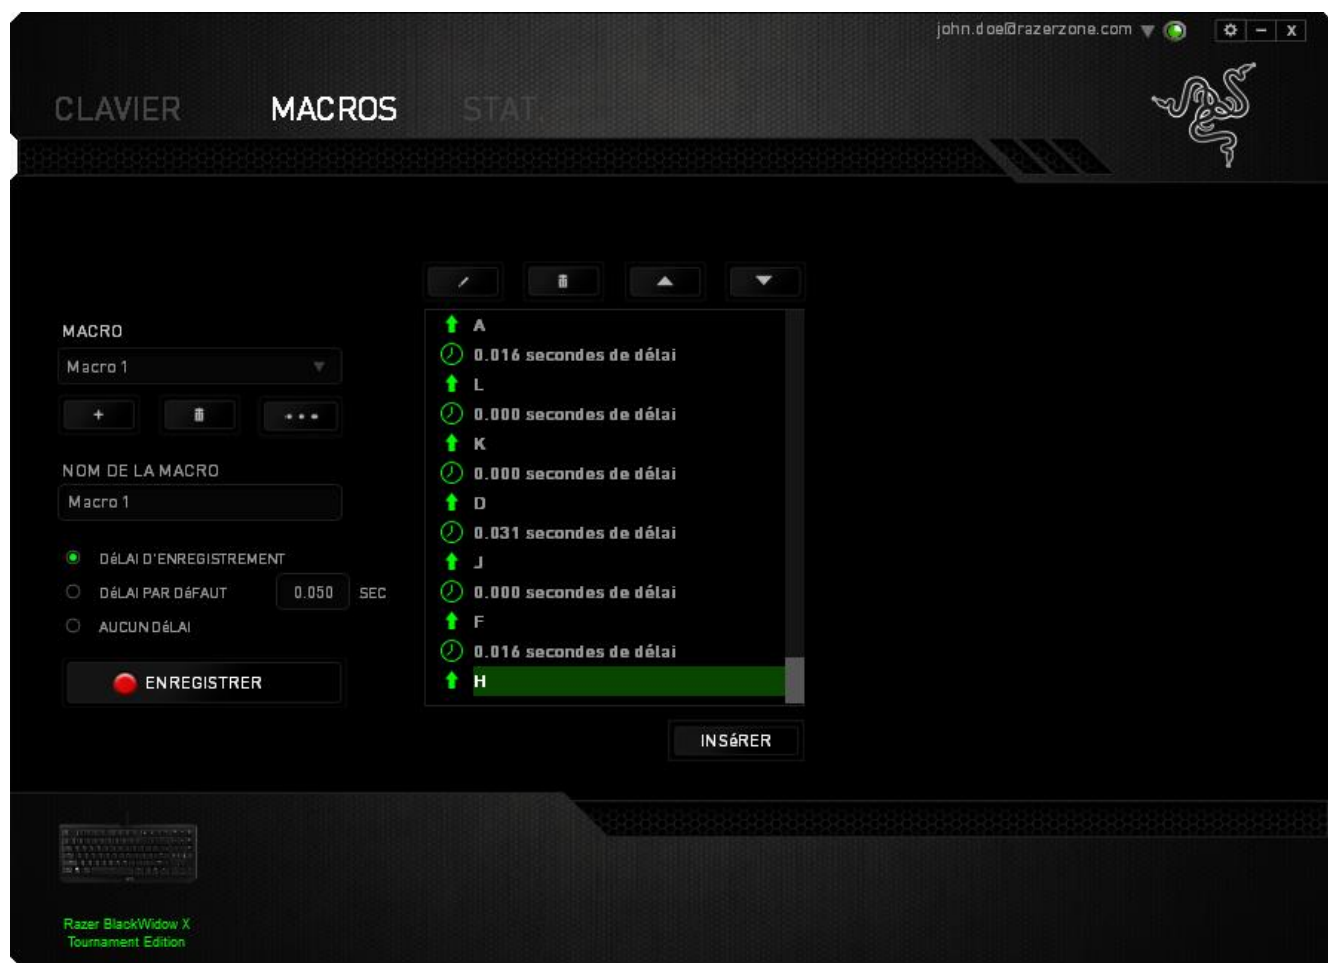 john.doe@razerzone.com
CLAVIER MACROS STAT
MACRO
Macro 1
NOM DE LA MACRO
Macro 1
DéLAI D'ENREGISTREMENT
DéLAI PAR DéFAUT 0.050 SEC
AUCUN DéLAI
ENREGISTRER
A
0.016 secondes de délai
L
0.000 secondes de délai
K
0.000 secondes de délai
D
0.031 secondes de délai
J
0.000 secondes de délai
F
0.016 secondes de délai
H
INSéRER
Razer BlackWidow X
Tournament Edition